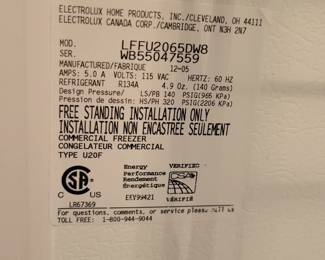 ELECTROLUX HOME PRODUCTS, INC./CLEVELAND, OH 44111
ELECTROLUX CANADA CORP./CAMBRIDGE, ONT N3H 2N7
MOD. LFFU2065DW8
SER. WB55047559
MANUFACTURED/FABRIQUE 12-05
AMPS: 5.0 A VOLTS: 115 VAC HERTZ: 60 HZ
REFRIGERANT R134A 4.9 Oz. (140 Grams)
Design Pressure/ LS/PB 140 PSIG(965 KPa)
Pression de dessin: HS/PH 320 PSIG(2206 KPa)
FREE STANDING INSTALLATION ONLY
INSTALLATION NON ENCASTREE SEULEMENT
COMMERCIAL FREEZER
CONGELATEUR COMMERCIAL
TYPE U20F
Energy
Performance
Rendement
Énergétique
VERIFIED
VÉRIFIÉ
C US
LR67369
EEV99421
For questions, comments, or service please call us
TOLL FREE: 1-800-944-9044